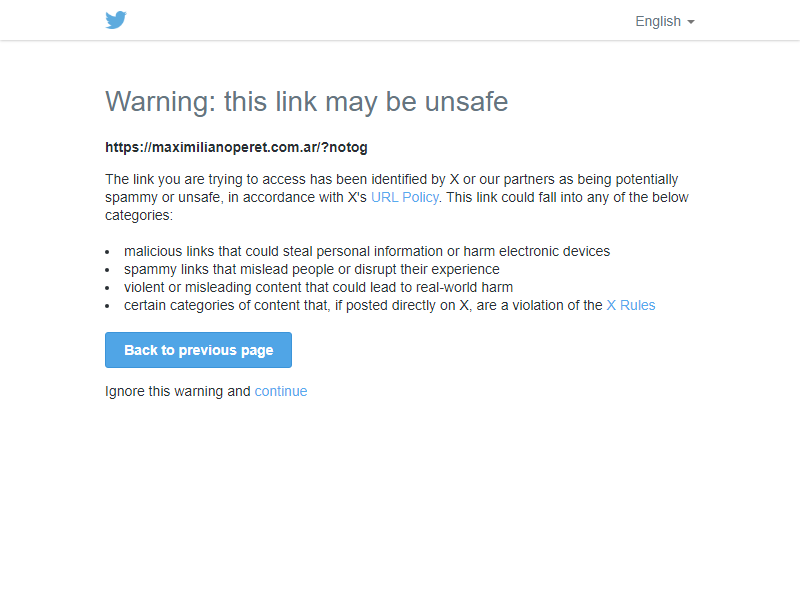 English
Warning: this link may be unsafe
https://maximilianoperet.com.ar/?notog
The link you are trying to access has been identified by X or our partners as being potentially
spammy or unsafe, in accordance with X's URL Policy. This link could fall into any of the below
categories:
malicious links that could steal personal information or harm electronic devices
spammy links that mislead people or disrupt their experience
violent or misleading content that could lead to real-world harm
certain categories of content that, if posted directly on X, are a violation of the X Rules
Back to previous page
Ignore this warning and continue